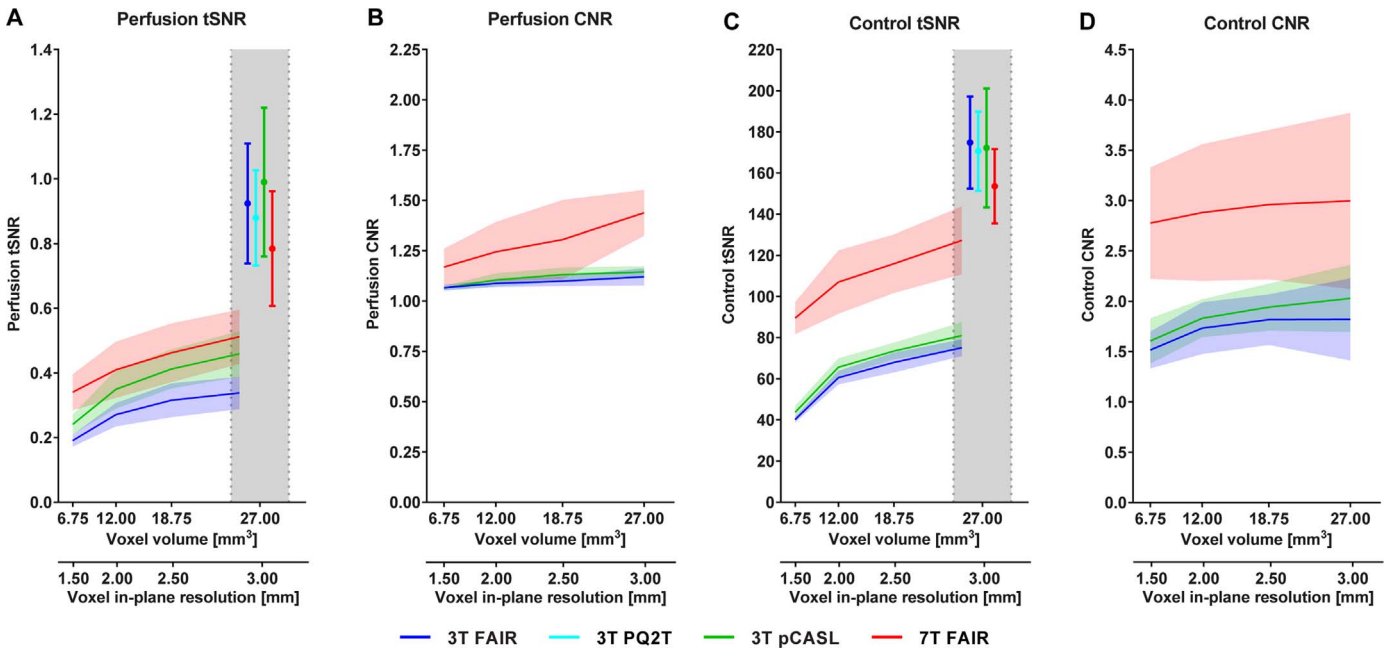 A
Perfusion tSNR
Perfusion tSNR
1.4
1.2
1.0
0.8
0.6
0.4
0.2
0.0
6.75 12.00 18.75 27.00
Voxel volume [mm³]
1.50 2.00 2.50 3.00
Voxel in-plane resolution [mm]
B
Perfusion CNR
Perfusion CNR
2.25
2.00
1.75
1.50
1.25
1.00
0.75
0.50
0.25
0.00
6.75 12.00 18.75 27.00
Voxel volume [mm³]
1.50 2.00 2.50 3.00
Voxel in-plane resolution [mm]
C
Control tSNR
Control tSNR
220
200
180
160
140
120
100
80
60
40
20
0
6.75 12.00 18.75 27.00
Voxel volume [mm³]
1.50 2.00 2.50 3.00
Voxel in-plane resolution [mm]
D
Control CNR
Control CNR
4.5
4.0
3.5
3.0
2.5
2.0
1.5
1.0
0.5
0.0
6.75 12.00 18.75 27.00
Voxel volume [mm³]
1.50 2.00 2.50 3.00
Voxel in-plane resolution [mm]
3T FAIR 3T PQ2T 3T pCASL 7T FAIR